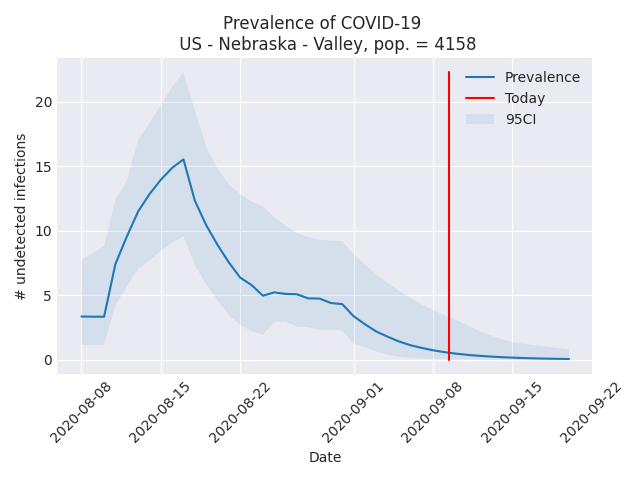 Prevalence of COVID-19
US - Nebraska - Valley, pop. = 4158
Prevalence
Today
95CI
# undetected infections
20
15
10
5
0
2020-08-08
2020-08-15
2020-08-22
2020-09-01
2020-09-08
2020-09-15
2020-09-22
Date